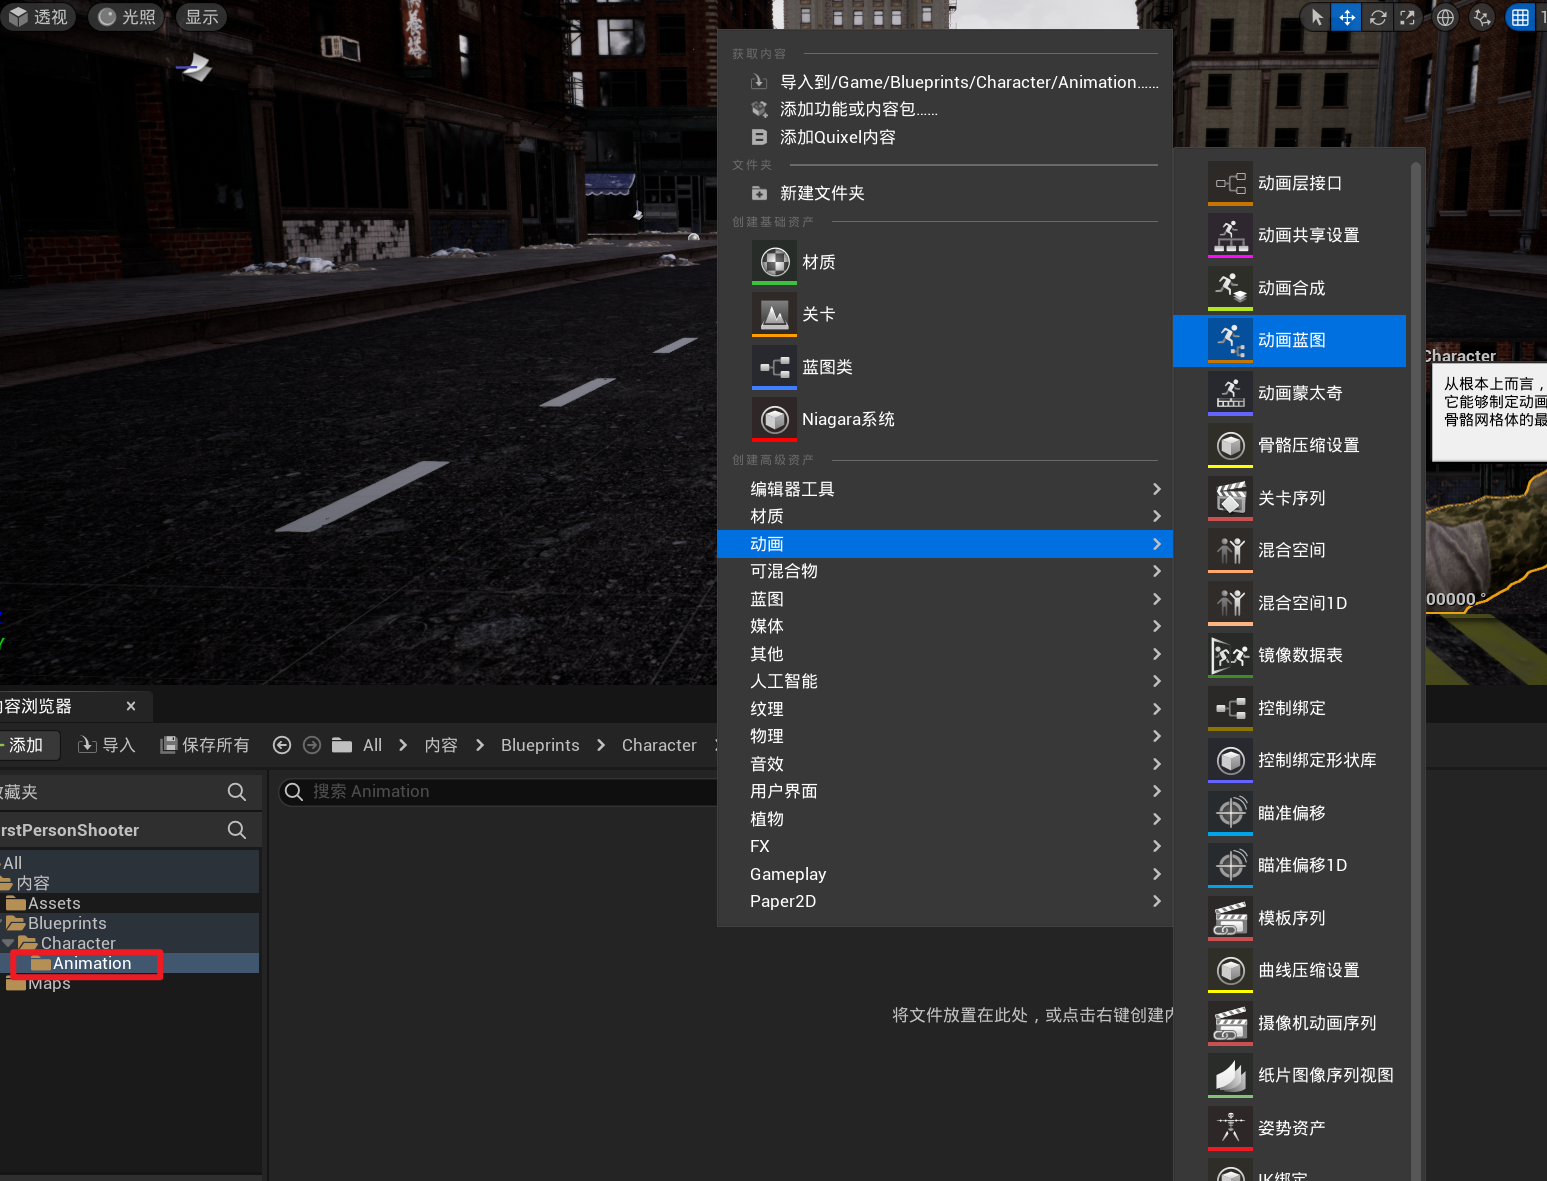 透视
光照
显示
获取内容
导入到/Game/Blueprints/Character/Animation……
添加功能或内容包……
添加Quixel内容
文件夹
新建文件夹
创建基础资产
材质
关卡
蓝图类
Niagara系统
创建高级资产
编辑器工具
材质
动画
可混合物
蓝图
媒体
其他
人工智能
纹理
物理
音效
用户界面
植物
FX
Gameplay
Paper2D
动画层接口
动画共享设置
动画合成
动画蓝图
动画蒙太奇
骨骼压缩设置
关卡序列
混合空间
混合空间1D
镜像数据表
控制绑定
控制绑定形状库
瞄准偏移
瞄准偏移1D
模板序列
曲线压缩设置
摄像机动画序列
纸片图像序列视图
姿势资产
IK绑定
Character
从根本上而言，
它能够制定动画
骨骼网格体的最
00000 °
容浏览器
添加
导入
保存所有
All
内容
Blueprints
Character
藏夹
搜索 Animation
rstPersonShooter
All
内容
Assets
Blueprints
Character
Animation
Maps
将文件放置在此处，或点击右键创建内